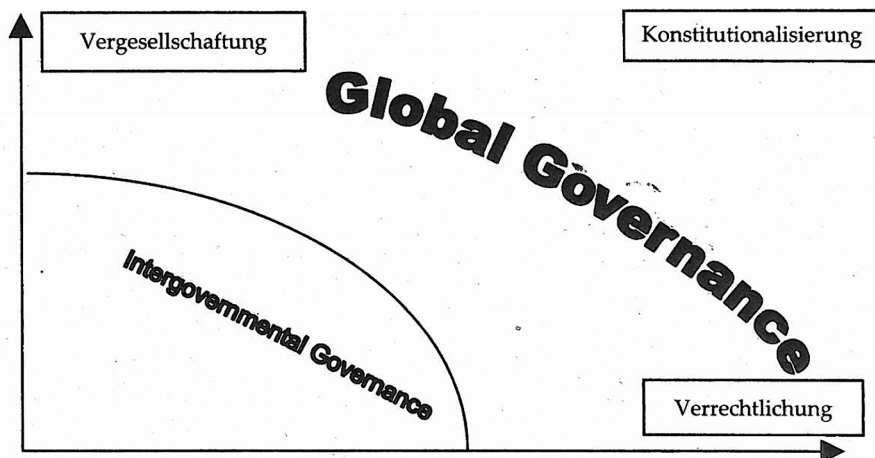 Vergesellschaftung
Konstitutionalisierung
Global Governance
Intergovernmental Governance
Verrechtlichung